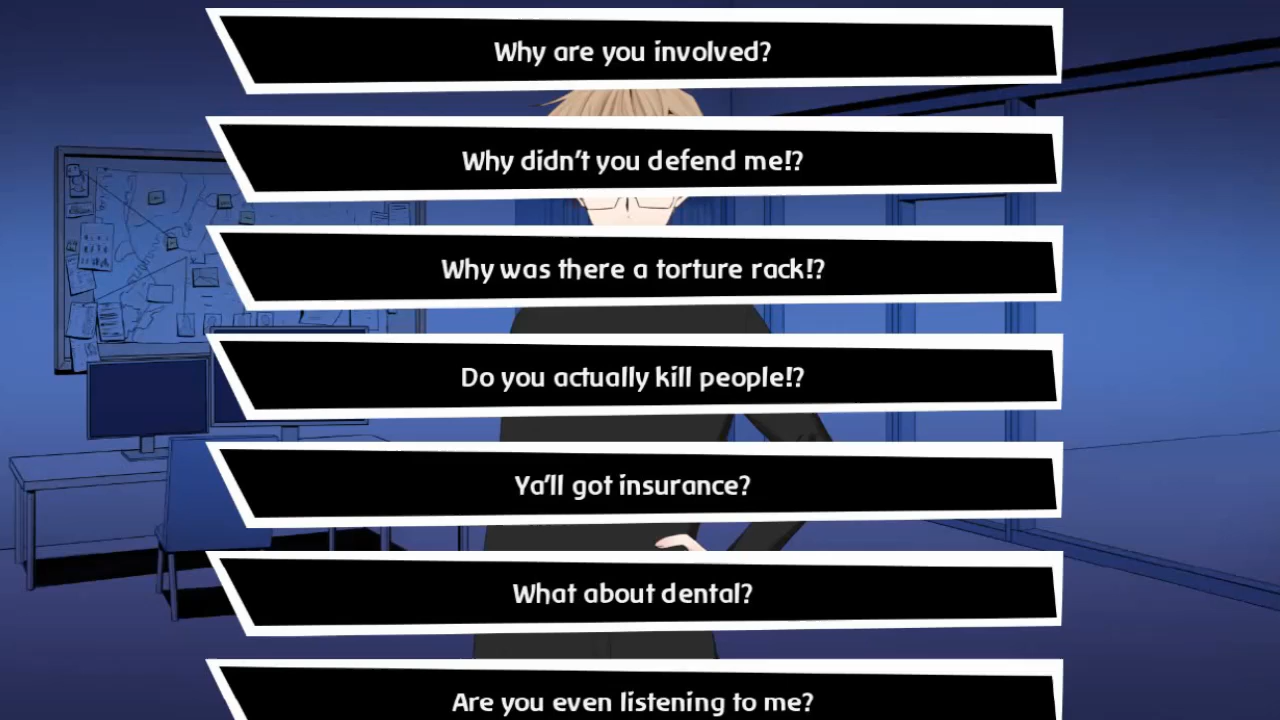 Why are you involved?
Why didn't you defend me!?
Why was there a torture rack!?
Do you actually kill people!?
Ya'll got insurance?
What about dental?
Are you even listening to me?